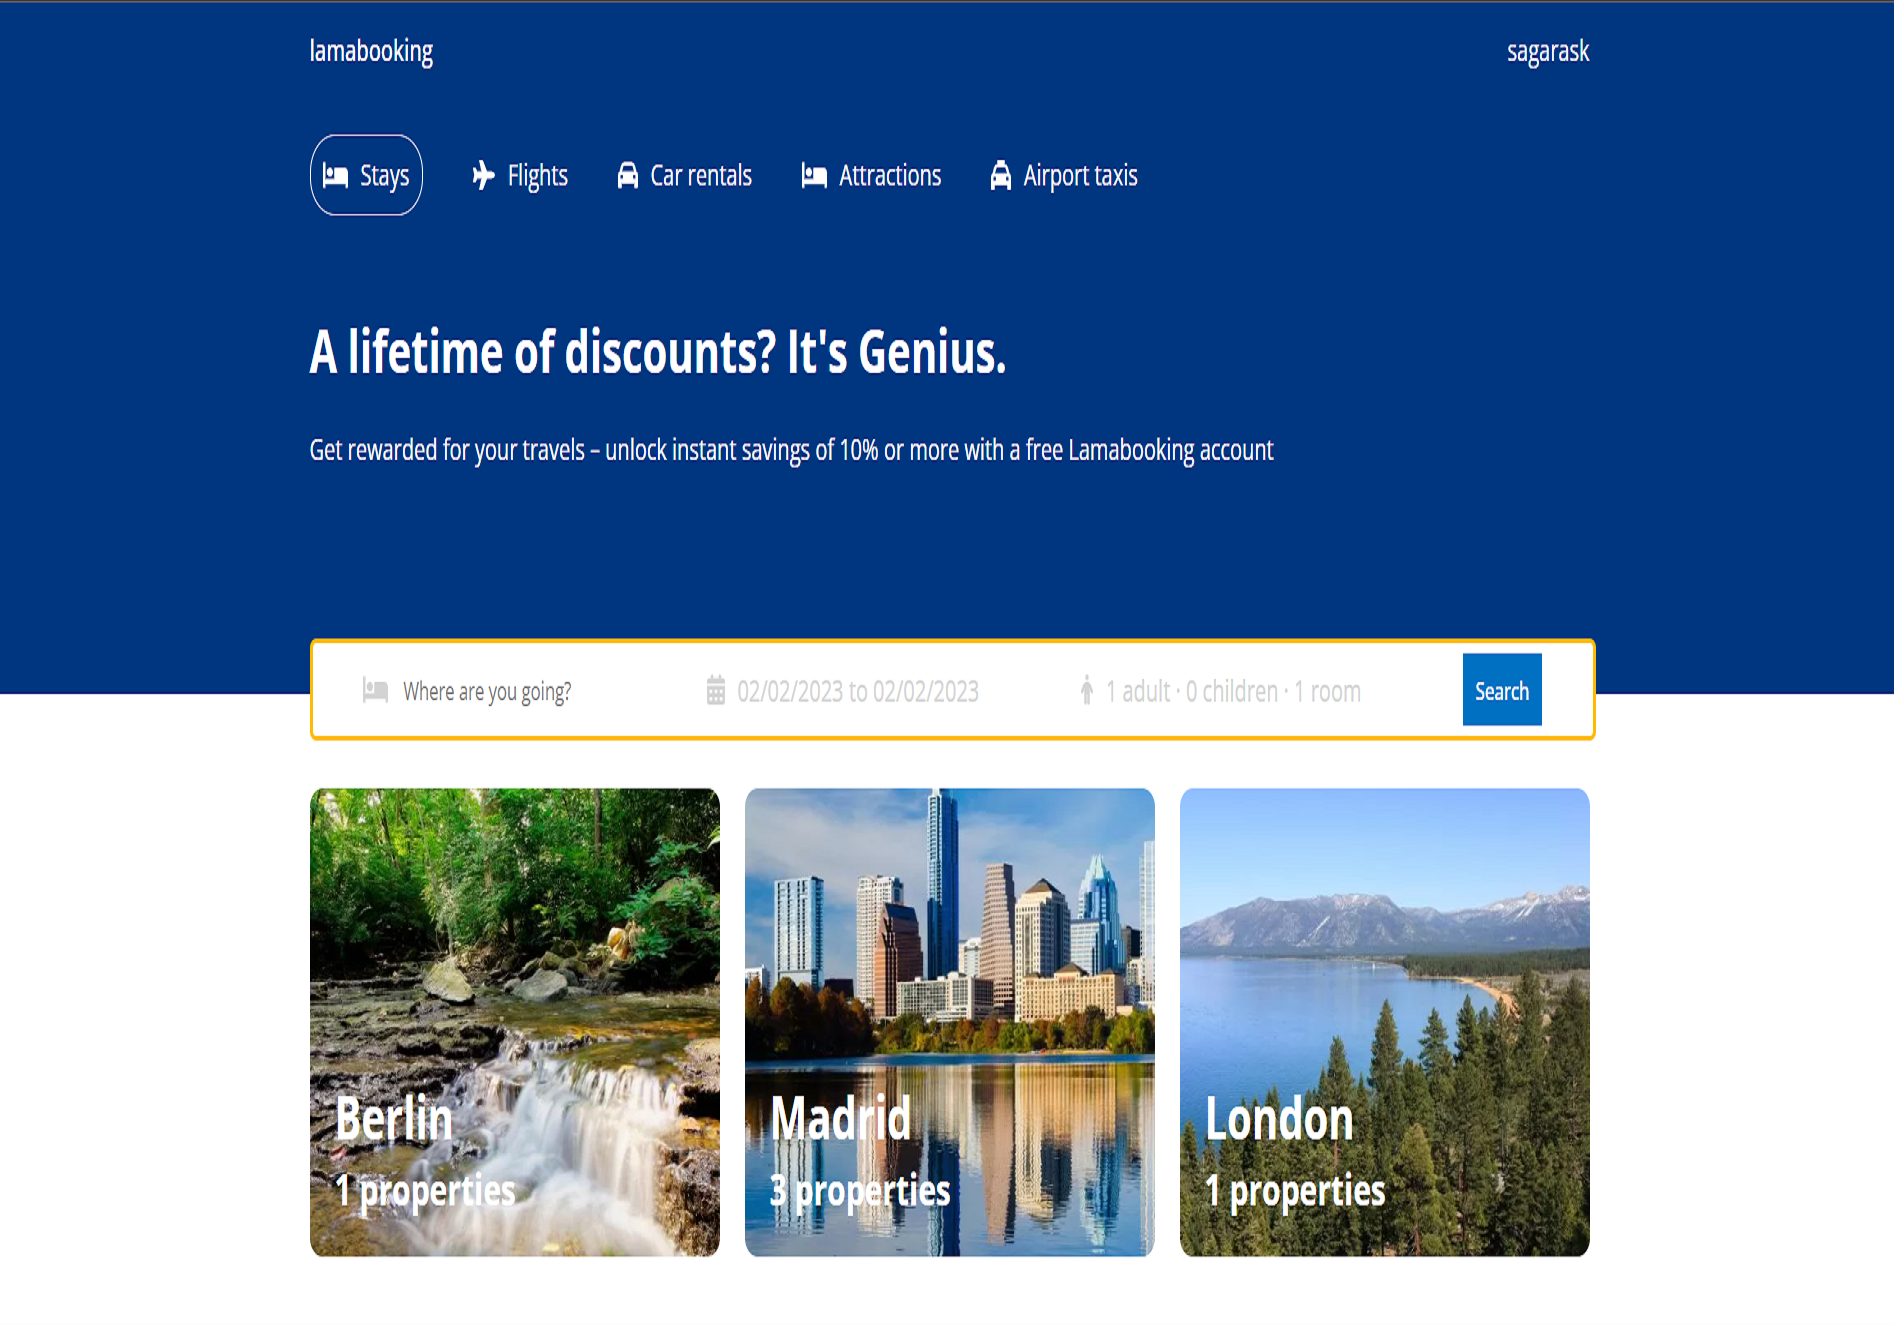 lamabooking sagarask
Stays Flights Car rentals Attractions Airport taxis
A lifetime of discounts? It's Genius.
Get rewarded for your travels – unlock instant savings of 10% or more with a free Lamabooking account
Where are you going? 02/02/2023 to 02/02/2023 1 adult · 0 children · 1 room Search
Berlin Madrid London
1 properties 3 properties 1 properties